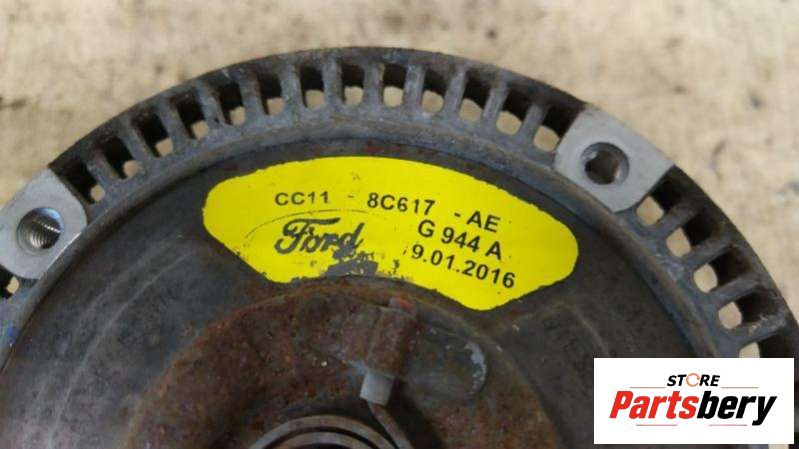 CC11 - 8C617 - AE
Ford G 944 A
9.01.2016
STORE
Partsbery